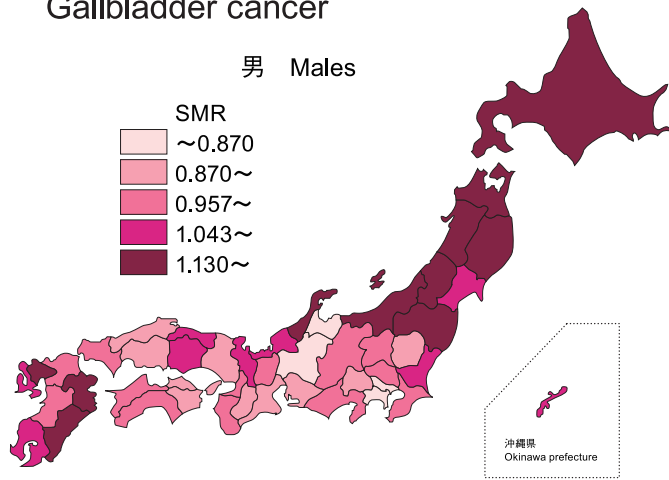 Gallbladder cancer
男 Males
SMR
～0.870
0.870～
0.957～
1.043～
1.130～
沖縄県
Okinawa prefecture